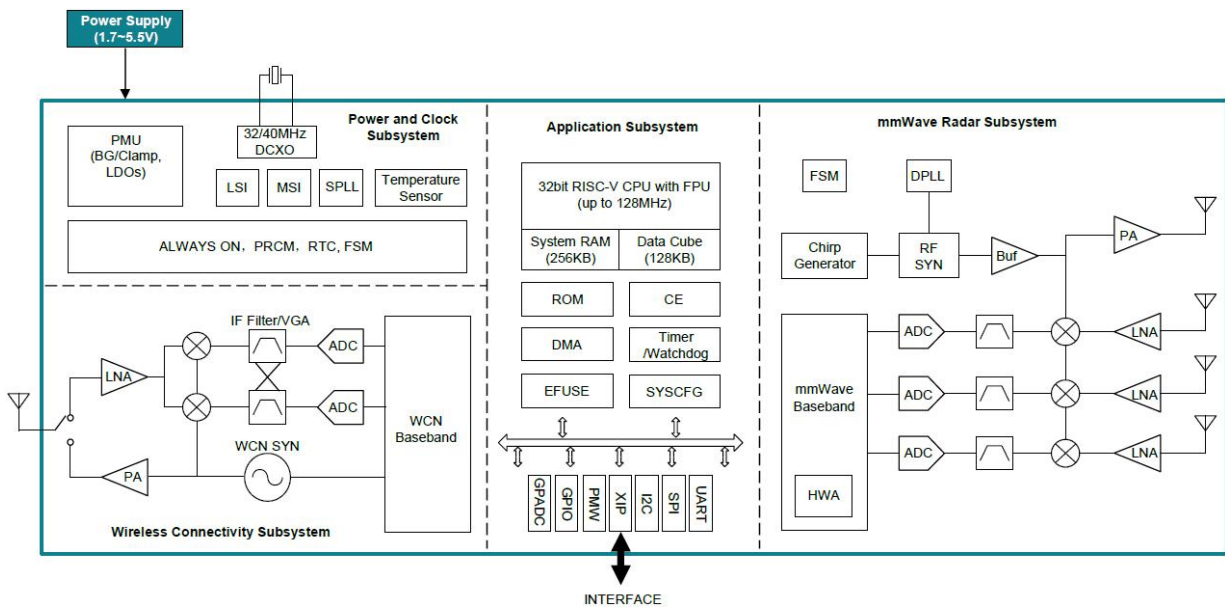 Power Supply
(1.7~5.5V)
Power and Clock
Subsystem
32/40MHz
DCXO
PMU
(BG/Clamp,
LDOs)
LSI
MSI
SPLL
Temperature
Sensor
ALWAYS ON, PRCM, RTC, FSM
IF Filter/VGA
ADC
LNA
ADC
WCN
Baseband
WCN SYN
PA
Wireless Connectivity Subsystem
Application Subsystem
32bit RISC-V CPU with FPU
(up to 128MHz)
System RAM
(256KB)
Data Cube
(128KB)
ROM
CE
DMA
Timer
/Watchdog
EFUSE
SYSCFG
GPADC
GPIO
PMW
XIP
I2C
SPI
UART
INTERFACE
mmWave Radar Subsystem
FSM
DPLL
PA
Chirp
Generator
RF
SYN
Buf
ADC
LNA
mmWave
Baseband
ADC
LNA
ADC
LNA
HWA